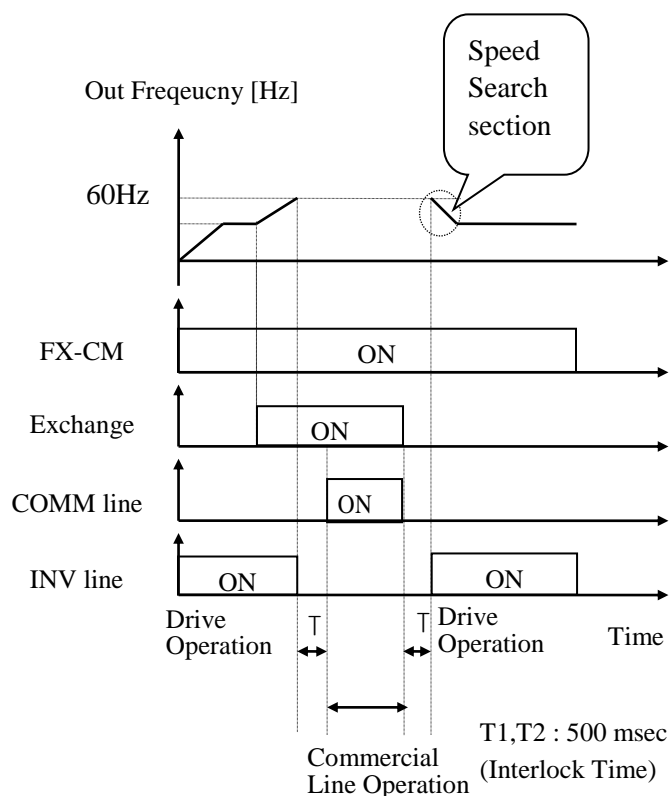 Speed
Search
section
Out Freqeucny [Hz]
60Hz
FX-CM
ON
Exchange
ON
COMM line
ON
INV line
ON
ON
Drive
Operation
T
T
Drive
Operation
Time
Commercial
Line Operation
T1,T2 : 500 msec
(Interlock Time)